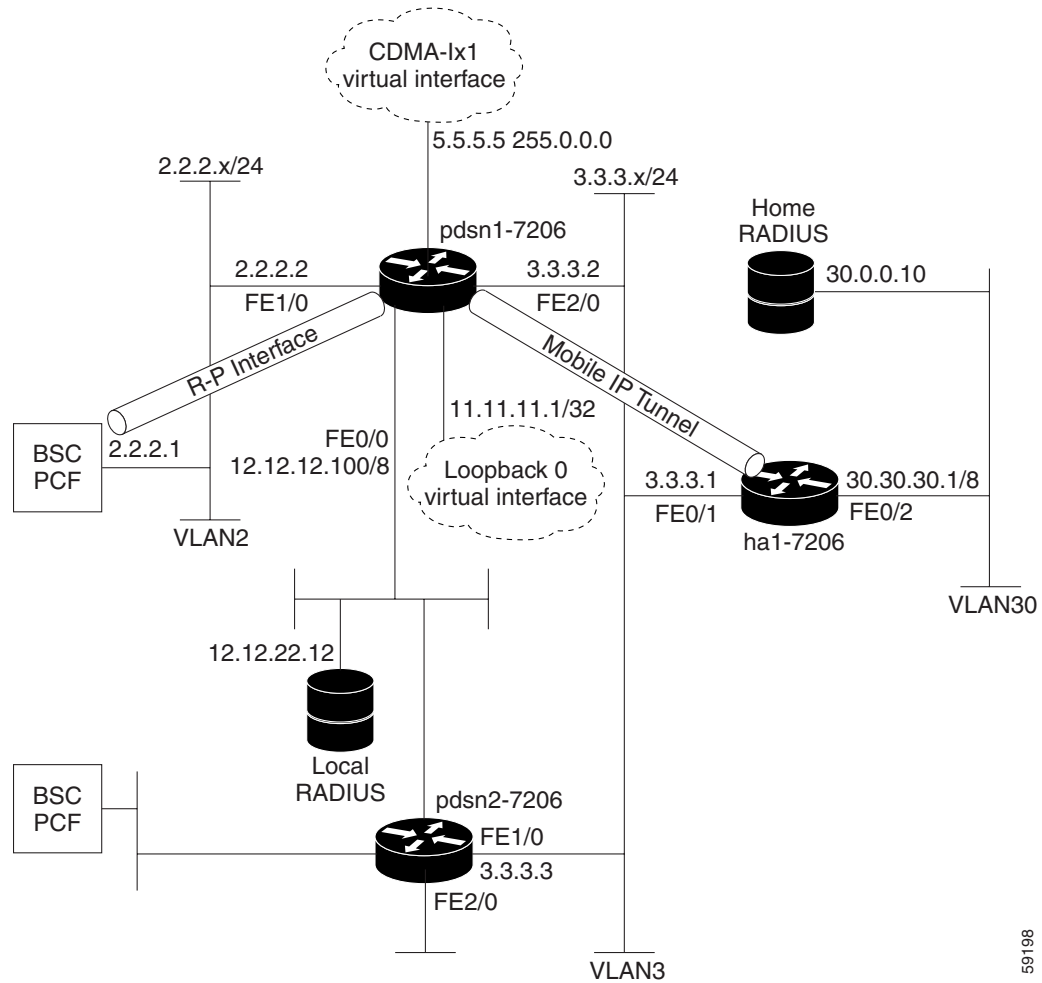 CDMA-Ix1
virtual interface
5.5.5.5 255.0.0.0
2.2.2.x/24
3.3.3.x/24
pdsn1-7206
Home
RADIUS
2.2.2.2
3.3.3.2
30.0.0.10
FE1/0
FE2/0
R-P Interface
Mobile IP Tunnel
11.11.11.1/32
BSC
PCF
2.2.2.1
FE0/0
12.12.12.100/8
Loopback 0
virtual interface
3.3.3.1
30.30.30.1/8
FE0/1
FE0/2
VLAN2
ha1-7206
VLAN30
12.12.22.12
Local
RADIUS
BSC
PCF
pdsn2-7206
FE1/0
3.3.3.3
FE2/0
VLAN3
59198